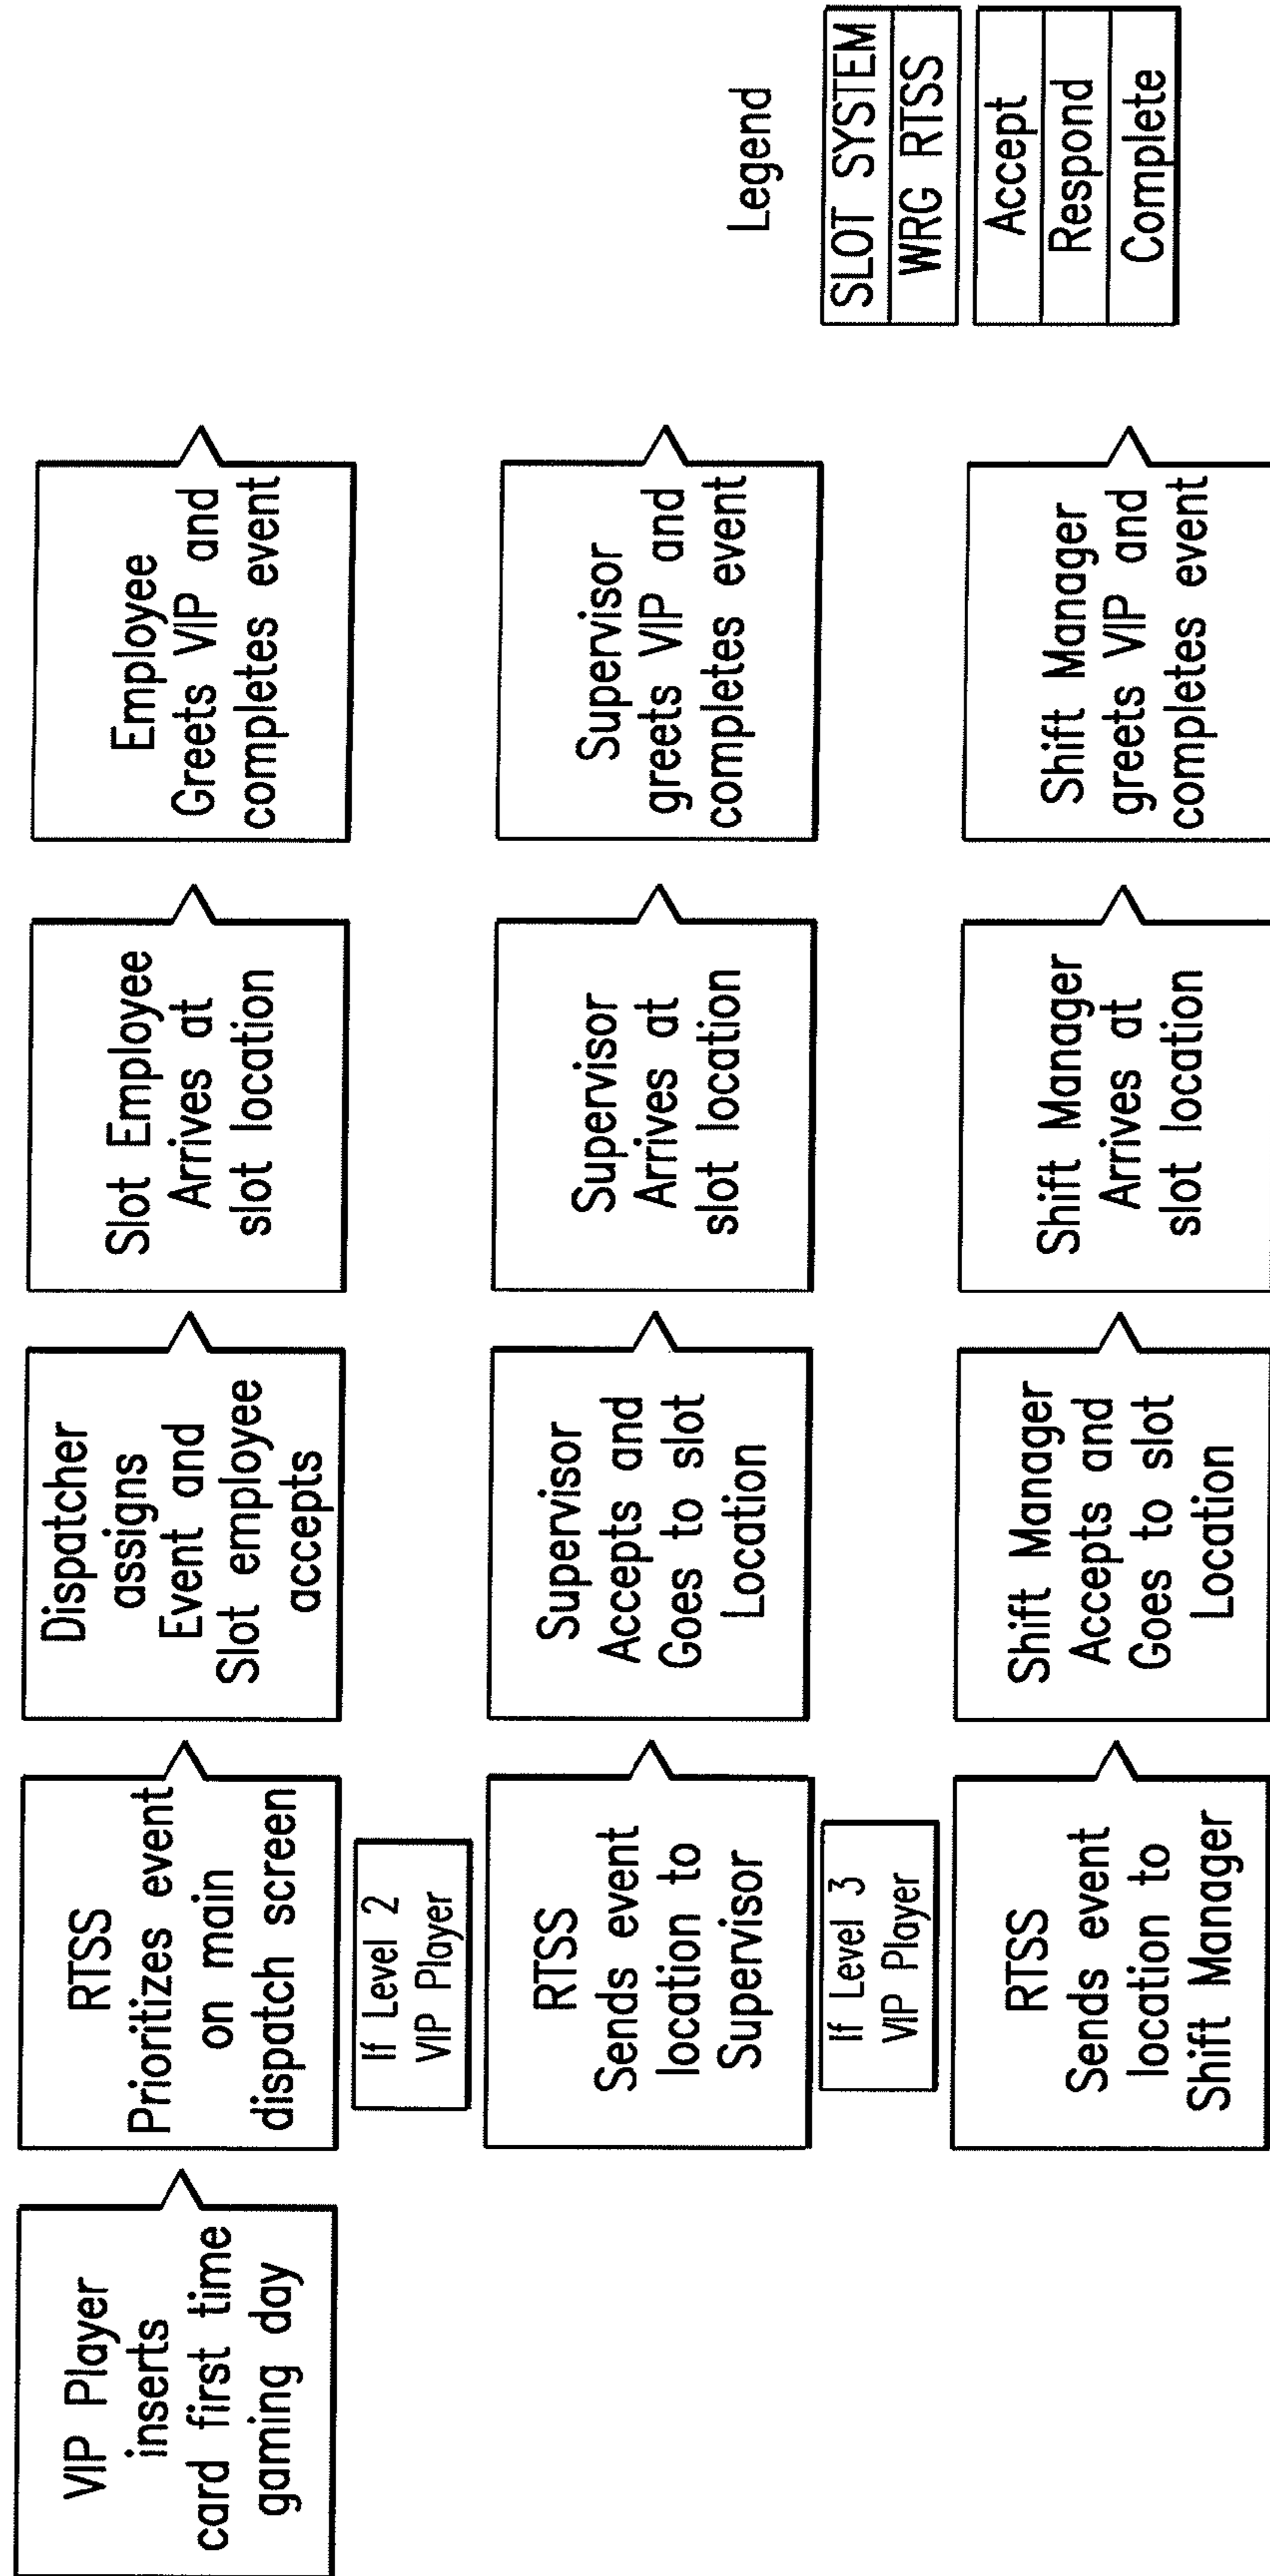 VIP Player
inserts
card first time
gaming day
RTSS
Prioritizes event
on main
dispatch screen
Dispatcher
assigns
Event and
Slot employee
accepts
Slot Employee
Arrives at
slot location
Employee
Greets VIP and
completes event
If Level 2
VIP Player
RTSS
Sends event
location to
Supervisor
Supervisor
Accepts and
Goes to slot
Location
Supervisor
Arrives at
slot location
Supervisor
greets VIP and
completes event
If Level 3
VIP Player
RTSS
Sends event
location to
Shift Manager
Shift Manager
Accepts and
Goes to slot
Location
Shift Manager
Arrives at
slot location
Shift Manager
greets VIP and
completes event
Legend
SLOT SYSTEM
WRG RTSS
Accept
Respond
Complete